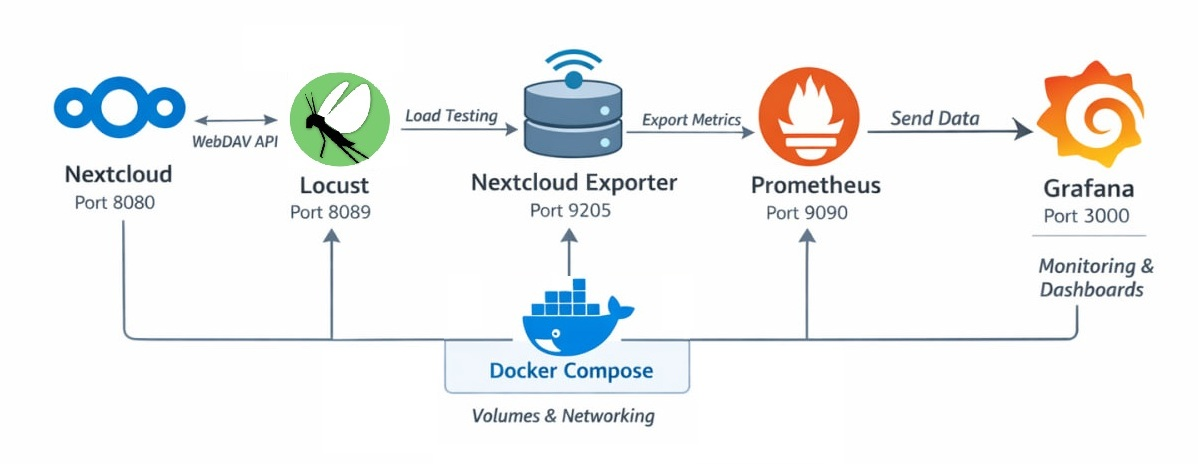 WebDAV API
Load Testing
Export Metrics
Send Data
Nextcloud
Port 8080
Locust
Port 8089
Nextcloud Exporter
Port 9205
Prometheus
Port 9090
Grafana
Port 3000
Monitoring &
Dashboards
Docker Compose
Volumes & Networking